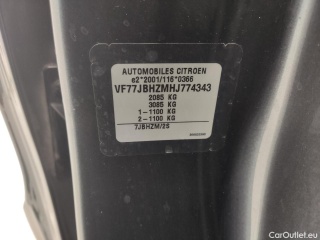 AUTOMOBILES CITROEN
e2*2001/116*0366
VF77JBHZMHJ774343
2085 KG
3085 KG
1-1100 KG
2-1100 KG
7JBHZM/2S
CarOutlet.eu